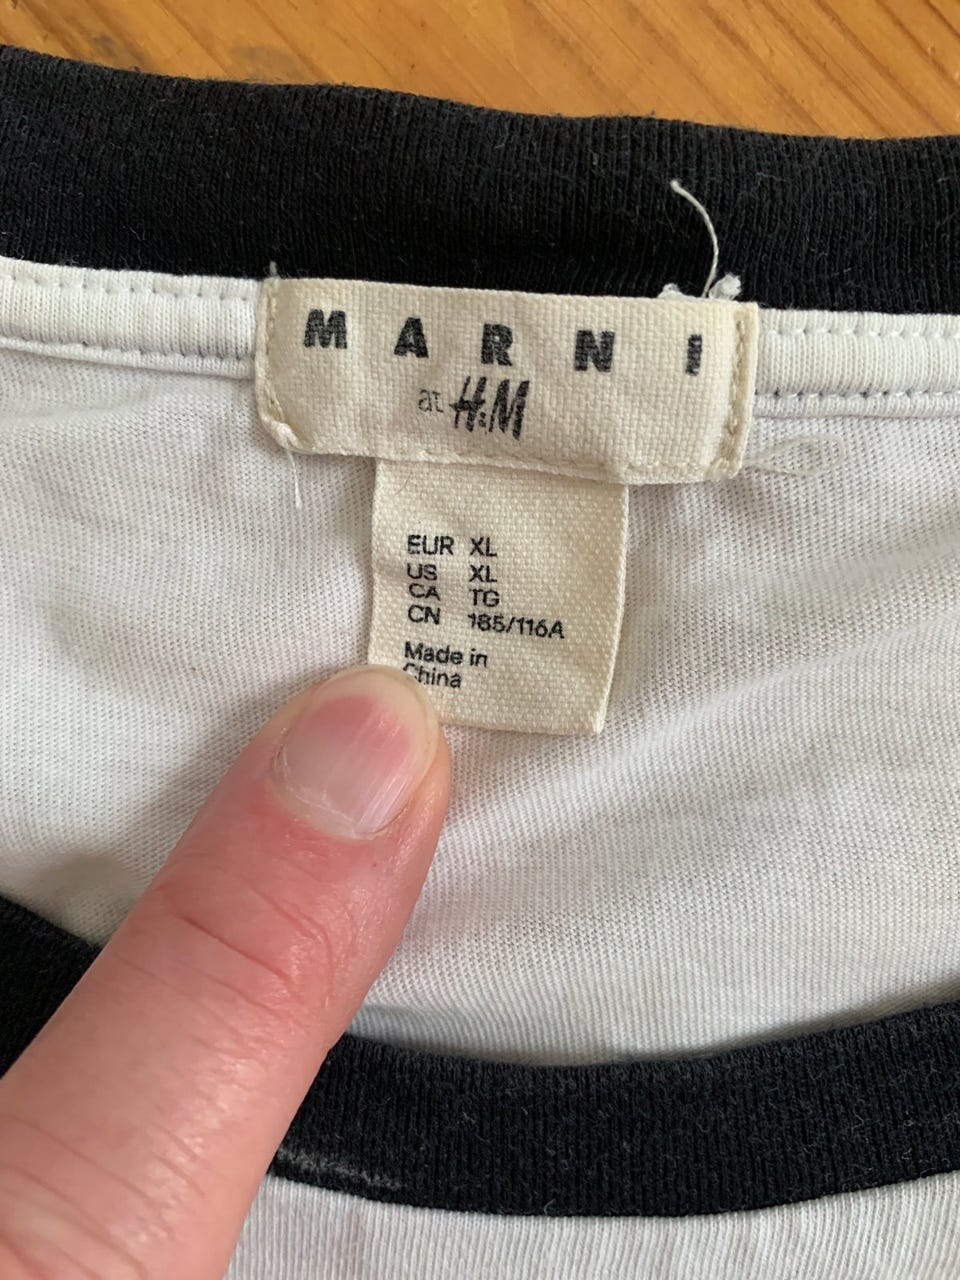 MARNI
at H&M
EUR XL
US XL
CA TG
CN 185/116A
Made in
China